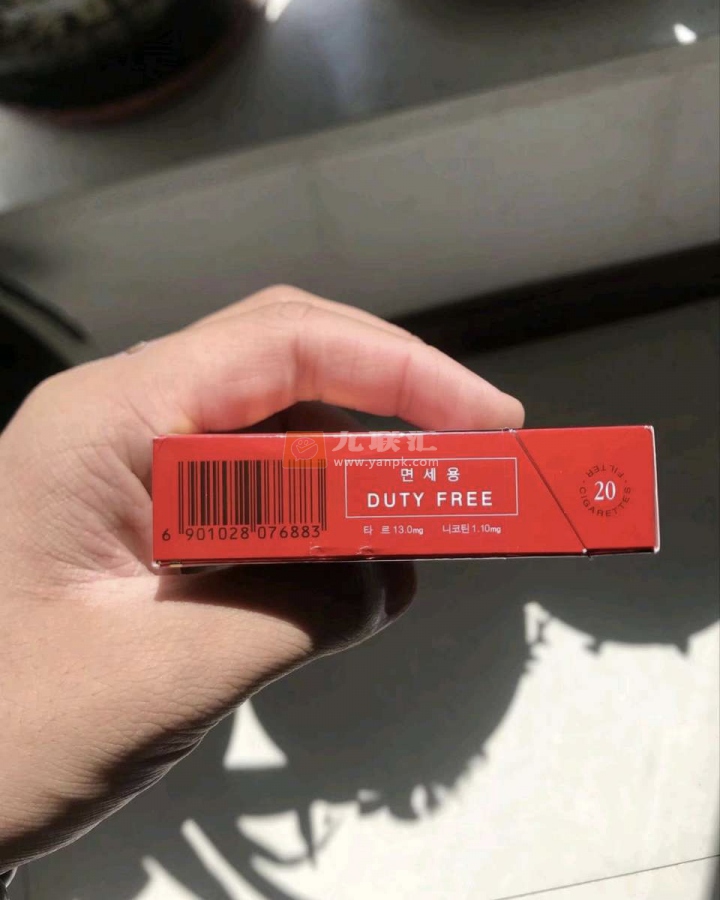 九联汇
www.yanpk.com
면세용
DUTY FREE
타 르 13.0mg 니코틴 1.10mg
6 901028 076883
FILTER - CIGARETTES -
20